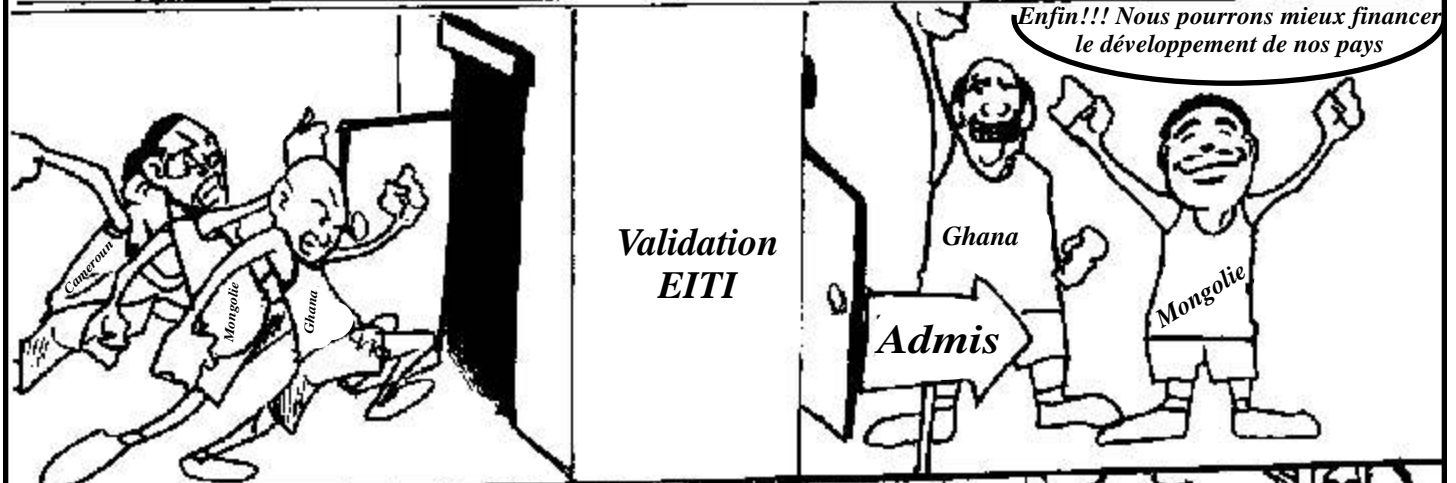 Enfin!!! Nous pourrons mieux financer
le développement de nos pays
Cameroun
Mongolie
Ghana
Validation
EITI
Admis
Ghana
Mongolie